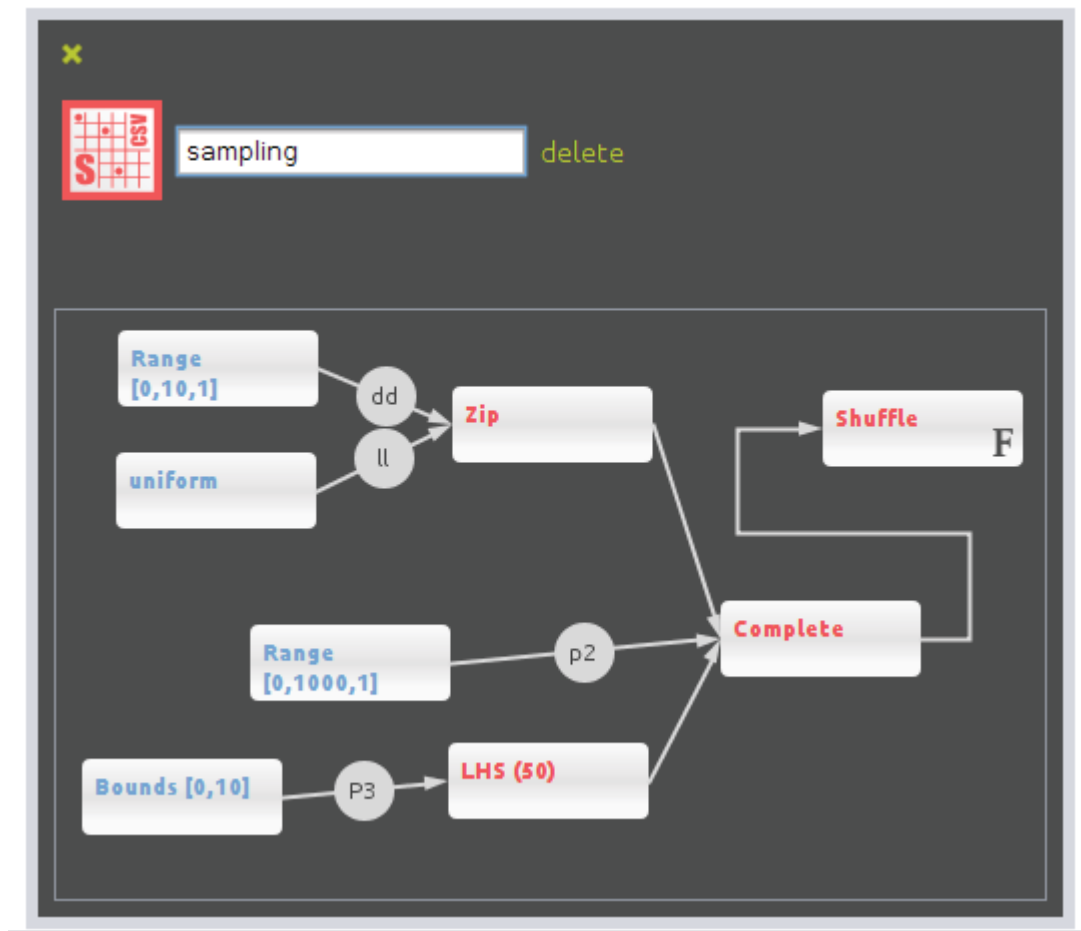 S CSV
sampling
delete
Range
[0,10,1]
dd
Zip
Shuffle
F
ll
uniform
Complete
Range
[0,1000,1]
p2
LHS (50)
Bounds [0,10]
P3